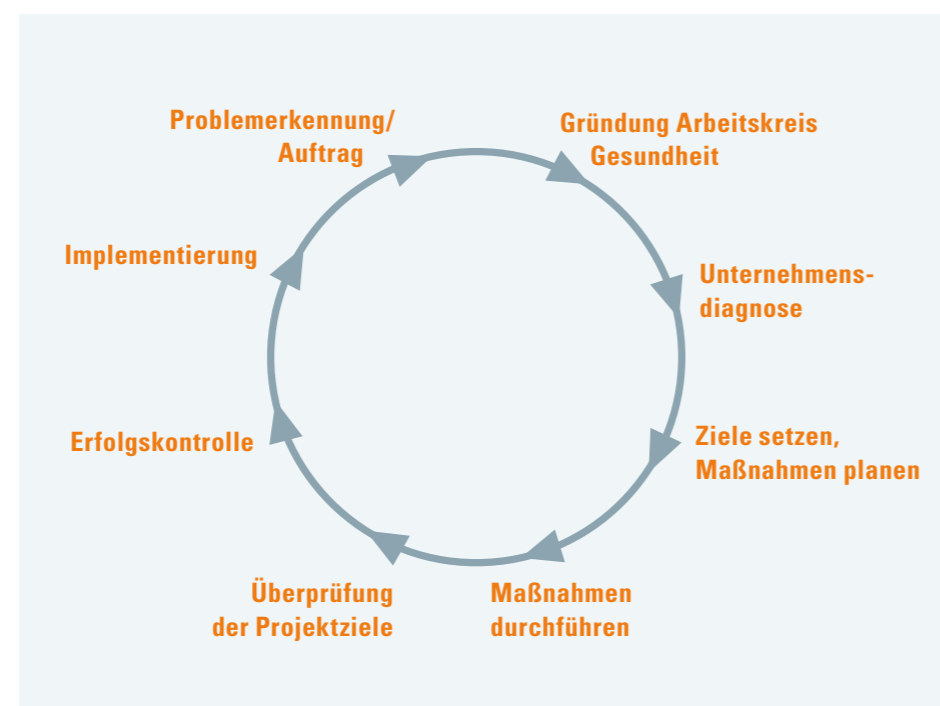 Problemerkennung/
Auftrag
Gründung Arbeitskreis
Gesundheit
Unternehmens-
diagnose
Ziele setzen,
Maßnahmen planen
Maßnahmen
durchführen
Überprüfung
der Projektziele
Erfolgskontrolle
Implementierung